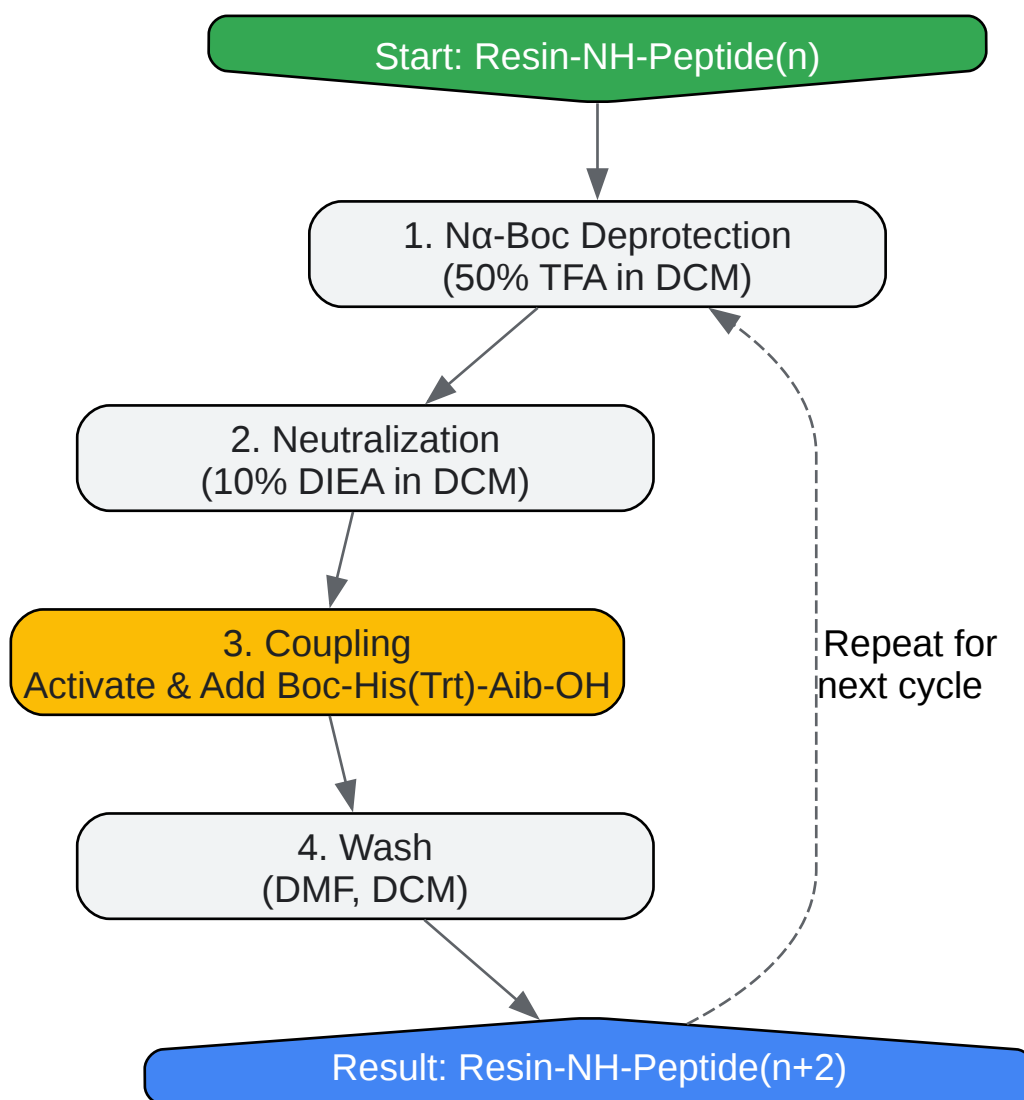 Start: Resin-NH-Peptide(n)
1. Nα-Boc Deprotection
(50% TFA in DCM)
2. Neutralization
(10% DIEA in DCM)
3. Coupling
Activate & Add Boc-His(Trt)-Aib-OH
Repeat for
next cycle
4. Wash
(DMF, DCM)
Result: Resin-NH-Peptide(n+2)